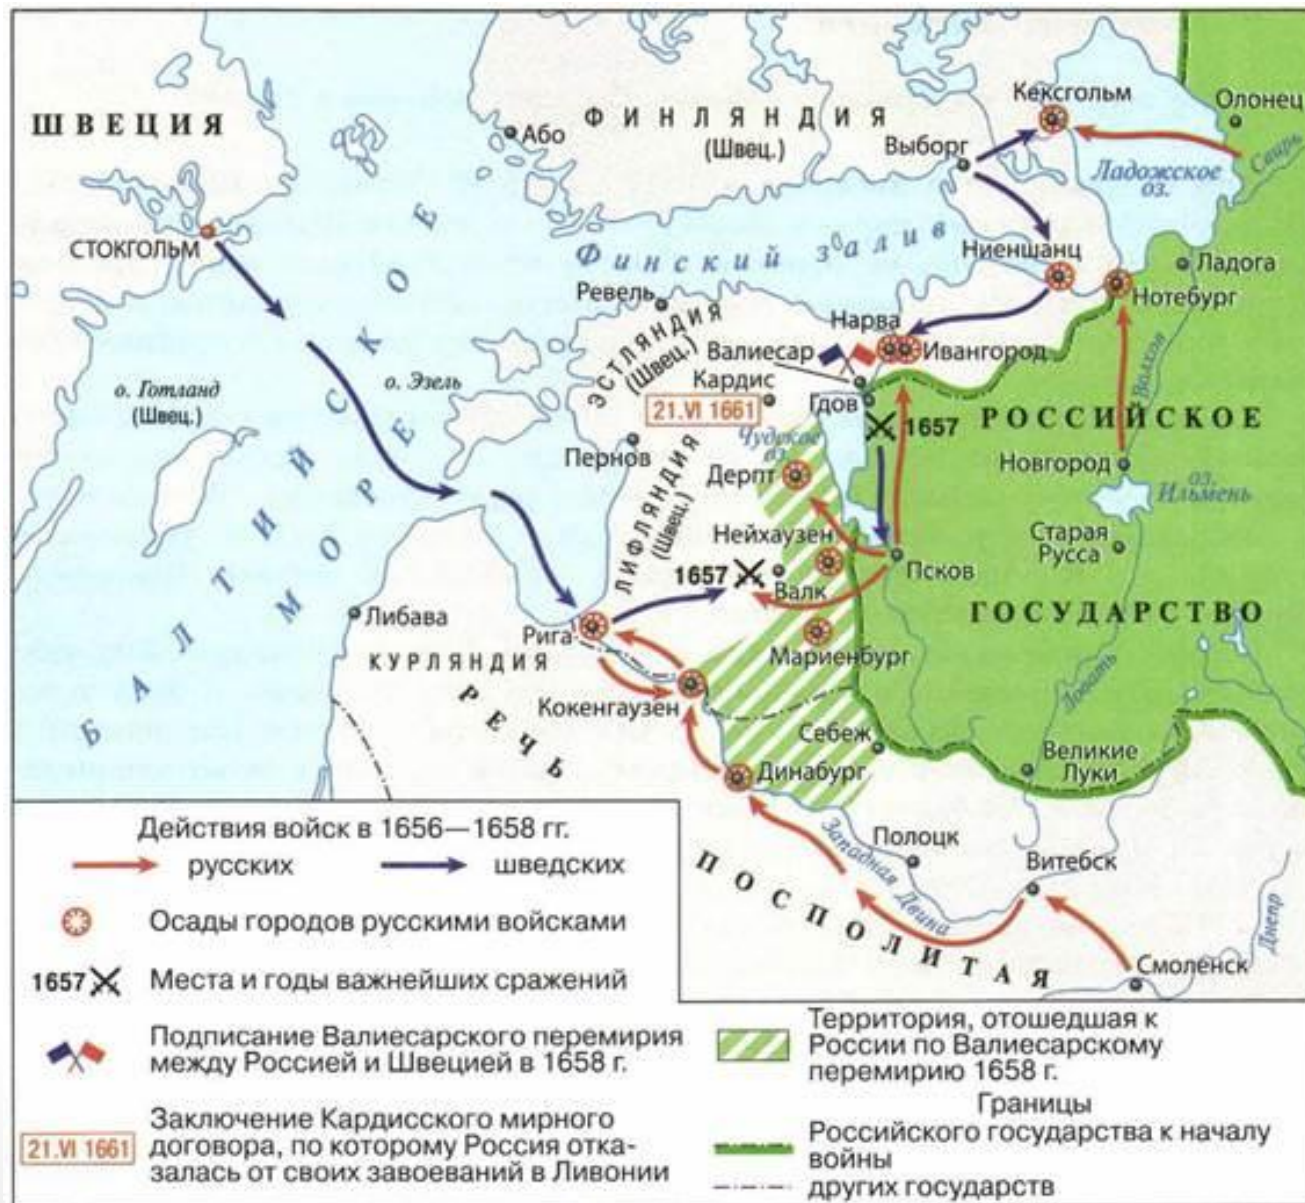 ШВЕЦИЯ
Або
ФИНЛЯНДИЯ
(Швец.)
Кексгольм
Олонец
Выборг
Свирь
Ладожское
оз.
СТОКГОЛЬМ
Финский залив
Ниеншанц
Ладога
Ревель
Нотебург
Нарва
ЭСТЛЯНДИЯ
(Швец.)
Валиесар
Ивангород
Волхов
о. Готланд
(Швец.)
о. Эзель
Кардис
21.VI 1661
Гдов
1657
РОССИЙСКОЕ
Чудское
оз.
Пернов
Дерпт
Новгород
оз.
Ильмень
ЛИФЛЯНДИЯ
(Швец.)
Нейхаузен
Старая
Русса
БАЛТИЙСКОЕ
МОРЕ
1657
Валк
Псков
ГОСУДАРСТВО
Либава
Рига
Мариенбург
КУРЛЯНДИЯ
Ловать
РЕЧЬ
Кокенгаузен
Себеж
Великие
Луки
Динабург
Западная Двина
Полоцк
Витебск
ПОСПОЛИТАЯ
Днепр
Смоленск
Действия войск в 1656—1658 гг.
русских
шведских
Осады городов русскими войсками
1657
Места и годы важнейших сражений
Подписание Валиесарского перемирия
между Россией и Швецией в 1658 г.
21.VI 1661
Заключение Кардисского мирного
договора, по которому Россия отка-
залась от своих завоеваний в Ливонии
Территория, отошедшая к
России по Валиесарскому
перемирию 1658 г.
Границы
Российского государства к началу
войны
других государств